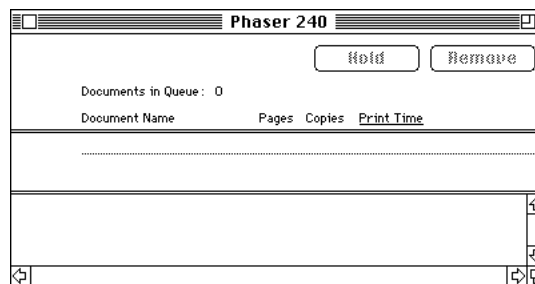 Phaser 240
Hold Remove
Documents in Queue: 0
Document Name Pages Copies Print Time